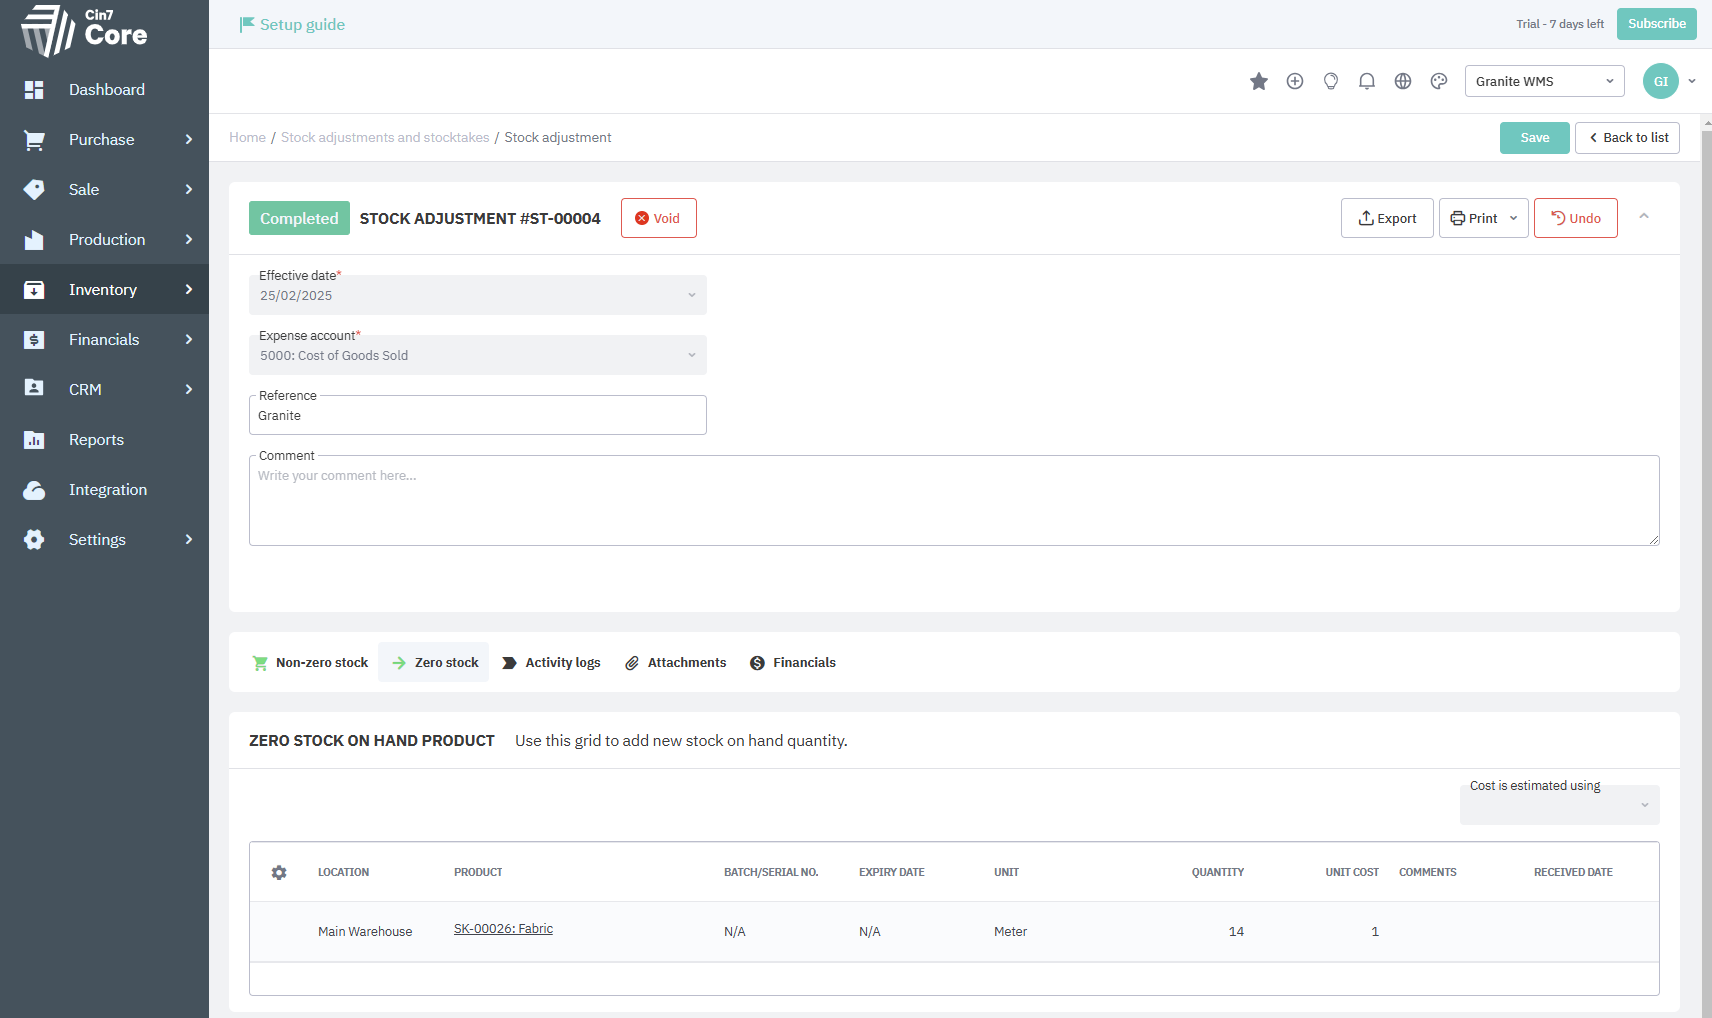 Cin7
Core
Setup guide
Trial - 7 days left
Subscribe
Granite WMS
GI
Home / Stock adjustments and stocktakes / Stock adjustment
Save
Back to list
Dashboard
Purchase
Sale
Production
Inventory
Financials
CRM
Reports
Integration
Settings
Completed STOCK ADJUSTMENT #ST-00004 Void
Export
Print
Undo
Effective date*
25/02/2025
Expense account*
5000: Cost of Goods Sold
Reference
Granite
Comment
Write your comment here...
Non-zero stock Zero stock Activity logs Attachments Financials
ZERO STOCK ON HAND PRODUCT Use this grid to add new stock on hand quantity.
Cost is estimated using
LOCATION PRODUCT BATCH/SERIAL NO. EXPIRY DATE UNIT QUANTITY UNIT COST COMMENTS RECEIVED DATE
Main Warehouse SK-00026: Fabric N/A N/A Meter 14 1